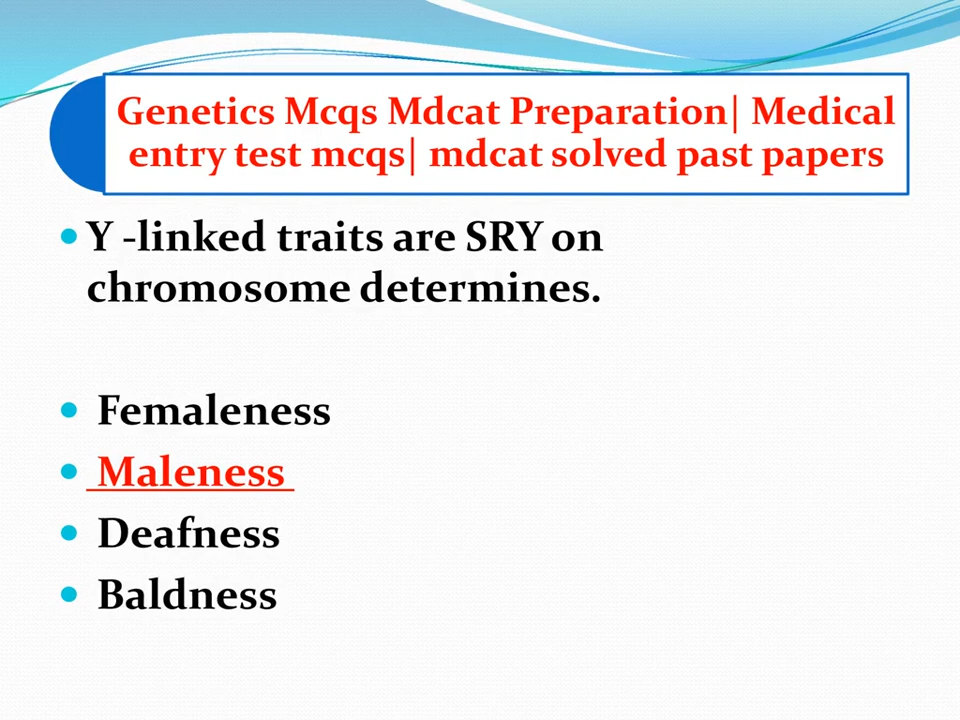 Genetics Mcqs Mdcat Preparation| Medical
entry test mcqs| mdcat solved past papers
Y -linked traits are SRY on
chromosome determines.
Femaleness
Maleness
Deafness
Baldness